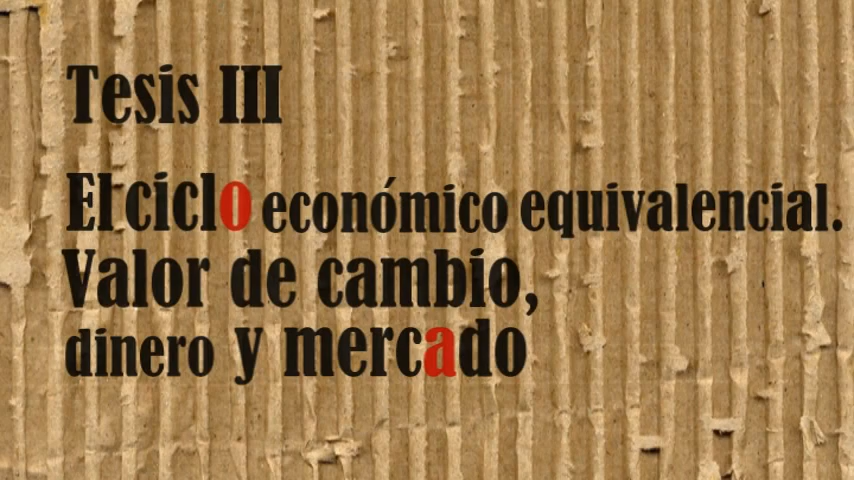 Tesis III
El ciclo económico equivalencial.
Valor de cambio,
dinero y mercado